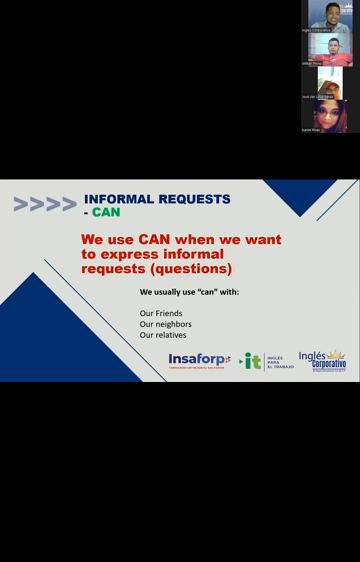 >>>> INFORMAL REQUESTS
- CAN
We use CAN when we want
to express informal
requests (questions)
We usually use “can” with:
Our Friends
Our neighbors
Our relatives
Insaforp
it
INGLÉS
PARA
EL TRABAJO
Inglés
Corporativo